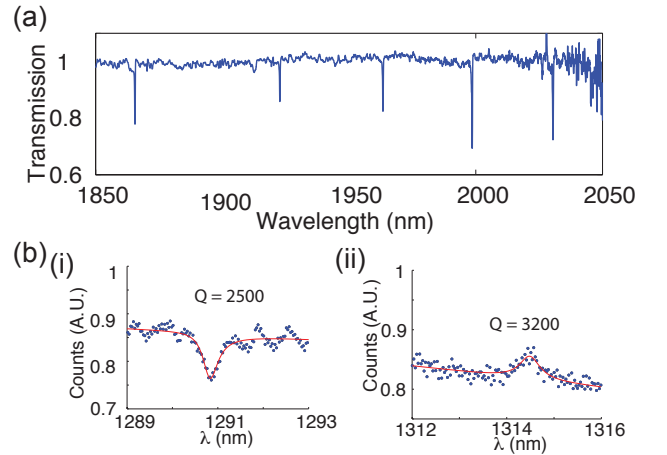 (a)
Transmission
1
0.8
0.6
1850 1900 1950 2000 2050
Wavelength (nm)
(b) (i)
Counts (A.U.)
1
0.9
0.8
0.7
Q = 2500
1289 1291 1293
λ (nm)
(ii)
Counts (A.U.)
1
0.9
0.8
Q = 3200
1312 1314 1316
λ (nm)